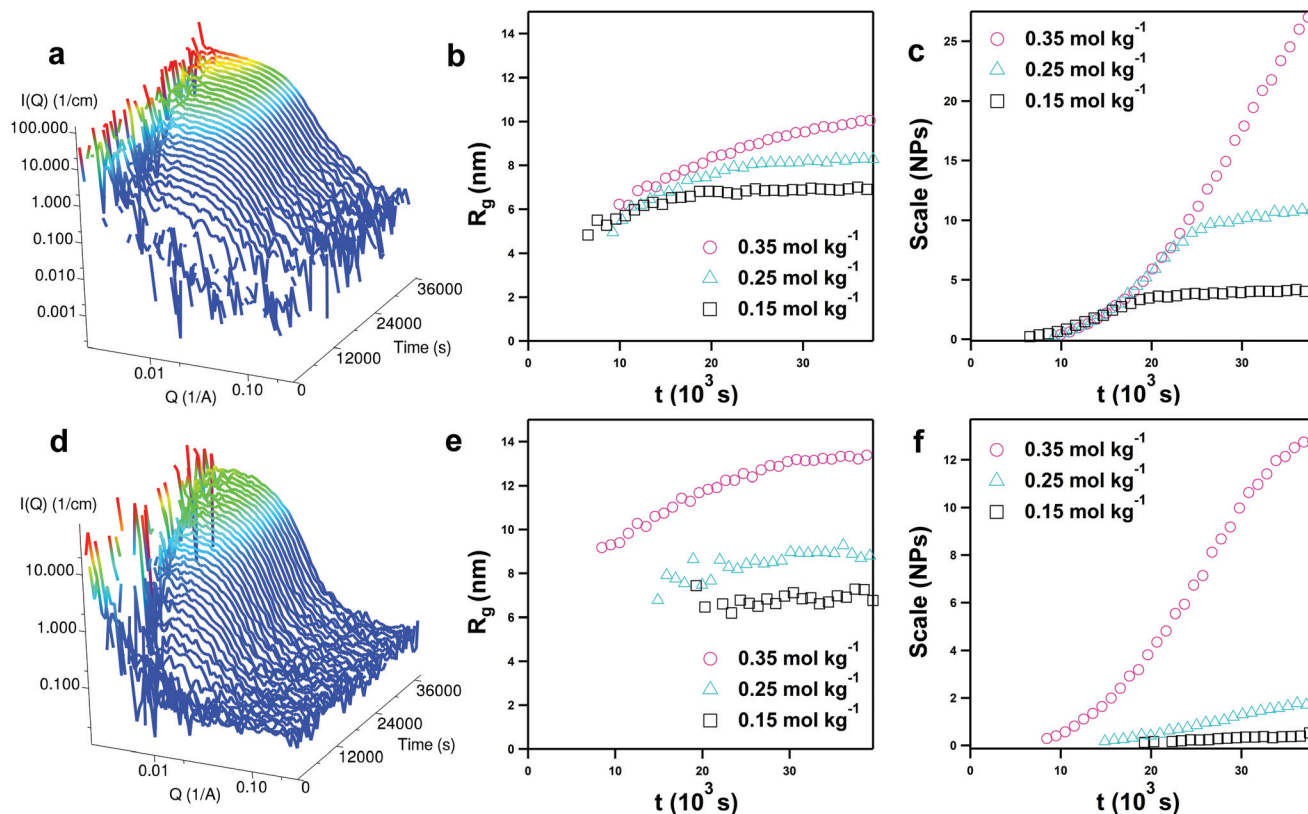 a
I(Q) (1/cm)
100.000
10.000
1.000
0.100
0.010
0.001
0.01
0.10
Q (1/A)
0
12000
24000
36000
Time (s)
b
14
12
10
8
6
4
2
0
R_g (nm)
0.35 mol kg⁻¹
0.25 mol kg⁻¹
0.15 mol kg⁻¹
0 10 20 30
t (10³ s)
c
25
20
15
10
5
0
Scale (NPs)
0.35 mol kg⁻¹
0.25 mol kg⁻¹
0.15 mol kg⁻¹
0 10 20 30
t (10³ s)
d
I(Q) (1/cm)
10.000
1.000
0.100
0.01
0.10
Q (1/A)
0
12000
24000
36000
Time (s)
e
14
12
10
8
6
4
2
0
R_g (nm)
0.35 mol kg⁻¹
0.25 mol kg⁻¹
0.15 mol kg⁻¹
0 10 20 30
t (10³ s)
f
12
10
8
6
4
2
0
Scale (NPs)
0.35 mol kg⁻¹
0.25 mol kg⁻¹
0.15 mol kg⁻¹
0 10 20 30
t (10³ s)